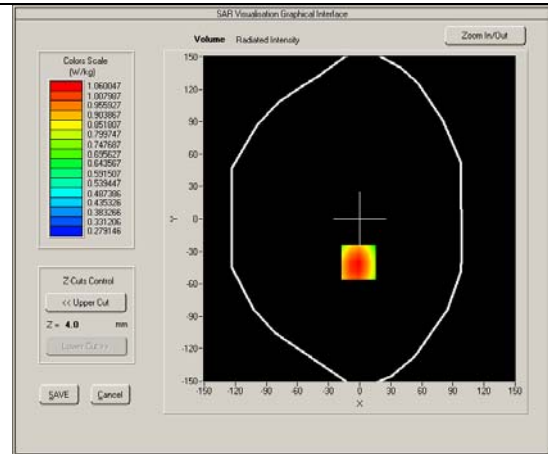 SAR Visualisation Graphical Interface
Volume Radiated Intensity
Zoom In/Out
Colors Scale
(W/kg)
1.060047
1.007987
0.955927
0.903867
0.851807
0.799747
0.747687
0.695627
0.643567
0.591507
0.539447
0.487386
0.435326
0.383266
0.331206
0.279146
Z-Cuts Control
<< Upper Cut
Z = 4.0 mm
Lower Cut >>
SAVE Cancel
150-
120-
90-
60-
30-
0-
-30-
-60-
-90-
-120-
-150-
Y
-150 -120 -90 -60 -30 0 30 60 90 120 150
X